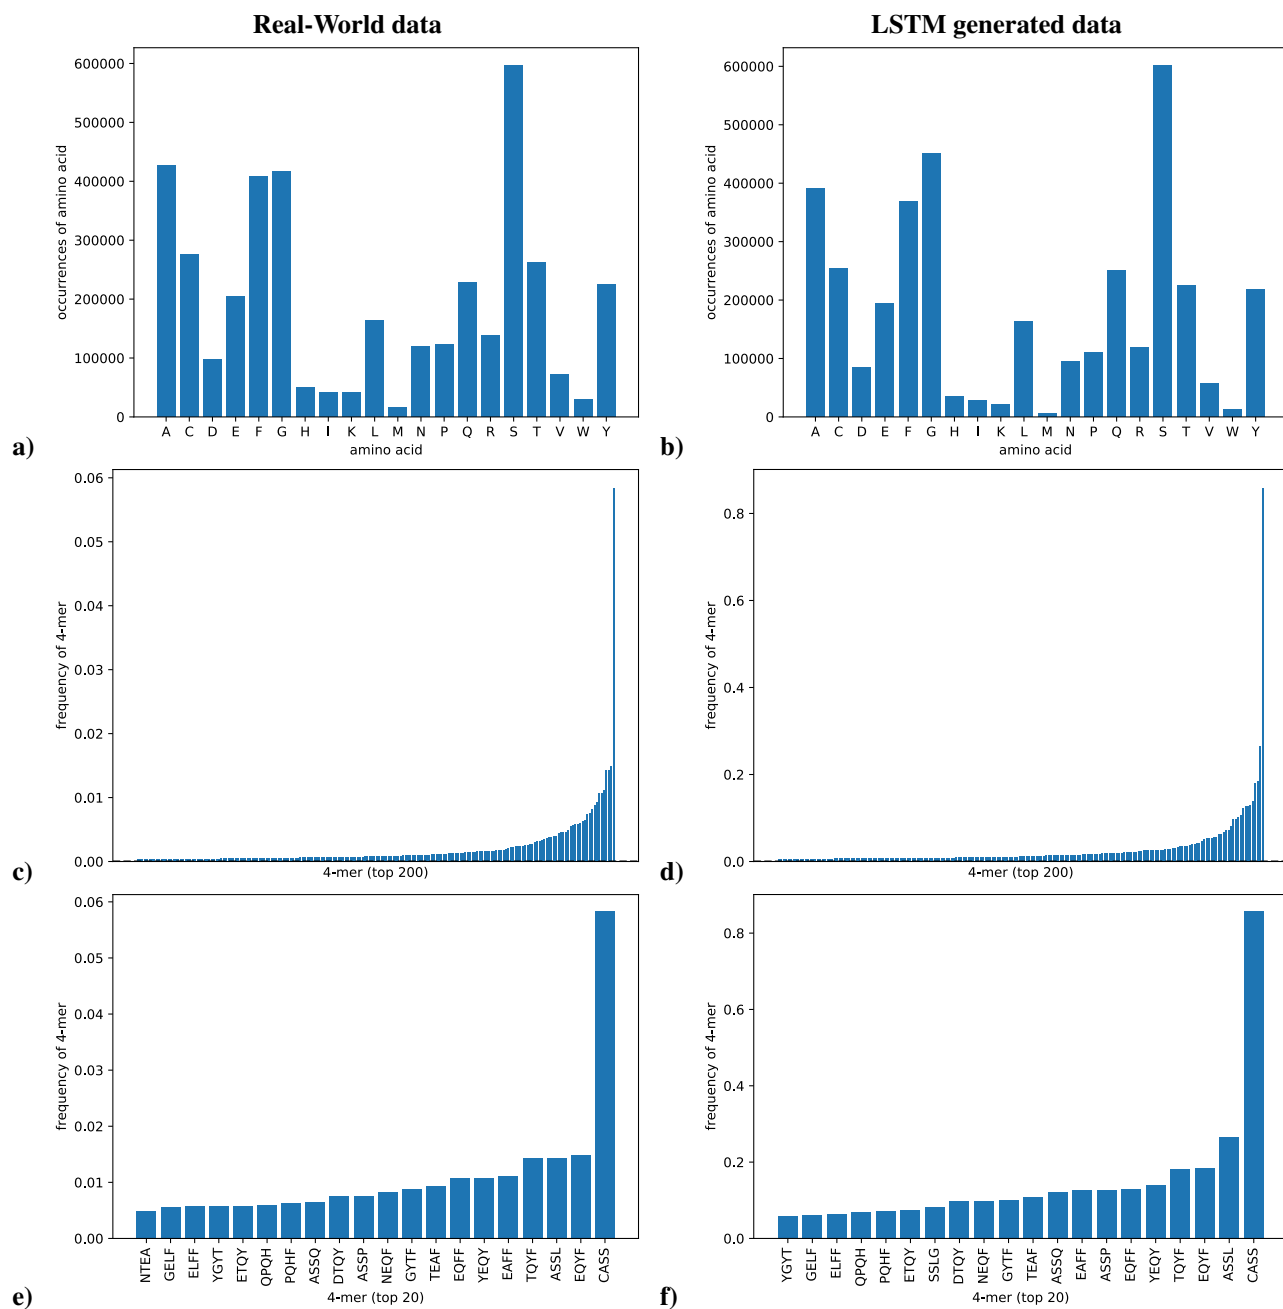 Real-World data
LSTM generated data
600000
500000
400000
300000
200000
100000
0
occurrences of amino acid
A C D E F G H I K L M N P Q R S T V W Y
amino acid
a)
600000
500000
400000
300000
200000
100000
0
occurrences of amino acid
A C D E F G H I K L M N P Q R S T V W Y
amino acid
b)
0.06
0.05
0.04
0.03
0.02
0.01
0.00
frequency of 4-mer
4-mer (top 200)
c)
0.8
0.6
0.4
0.2
0.0
frequency of 4-mer
4-mer (top 200)
d)
0.06
0.05
0.04
0.03
0.02
0.01
0.00
frequency of 4-mer
NTEA GELF ELFF YGYT ETQY QPQH PQHF ASSQ DTQY ASSP NEQF GYTF TEAF EQFF YEQY EAFF TQYF ASSL EQYF CASS
4-mer (top 20)
e)
0.8
0.6
0.4
0.2
0.0
frequency of 4-mer
YGYT GELF ELFF QPQH PQHF ETQY SSLG DTQY NEQF GYTF TEAF ASSQ EAFF ASSP EQFF YEQY TQYF EQYF ASSL CASS
4-mer (top 20)
f)